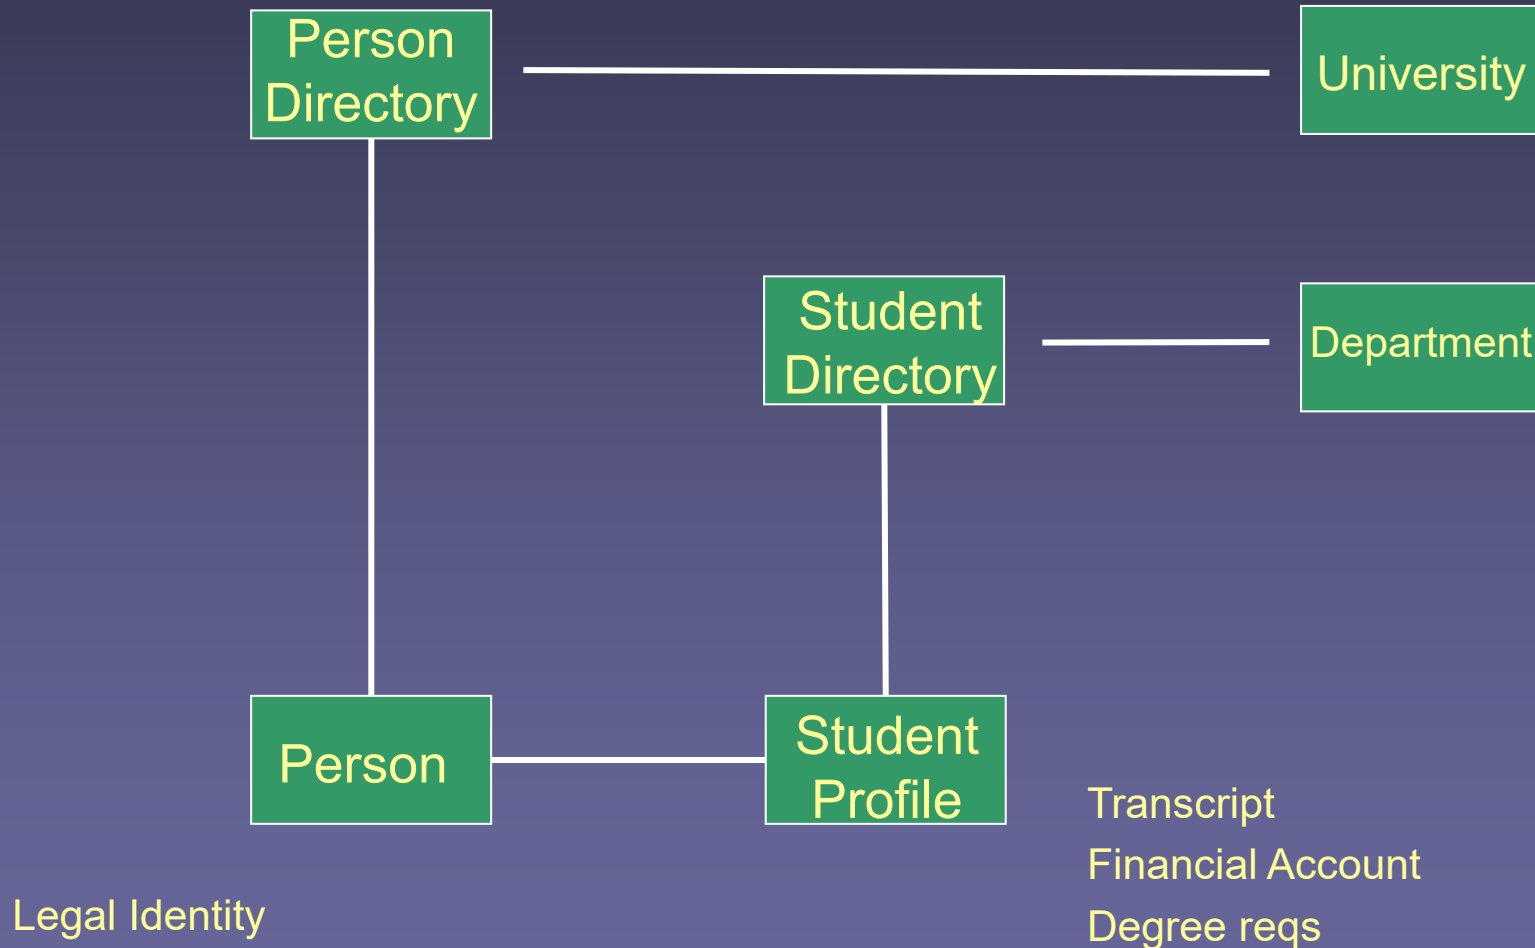 Person
Directory
University
Student
Directory
Department
Person
Student
Profile
Transcript
Financial Account
Degree reqs
Legal Identity